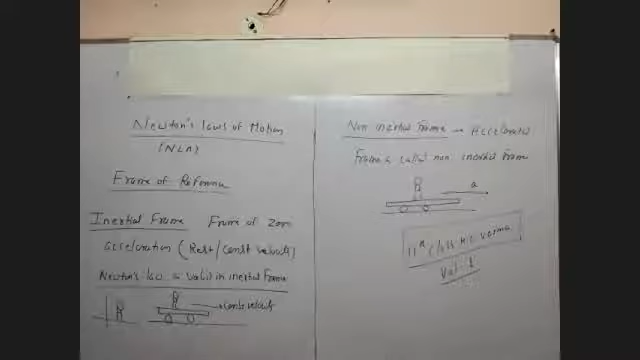 Newton's laws of Motion
(NLM)
Frame of Reference
Inertial Frame Frame of zero
acceleration (Rest/const velocity)
Newton's law is valid in inertial Frame
const velocity
Non inertial Frame → Accelerated
Frame is called non inertial Frame
a
11th class H.C verma
Vol-1